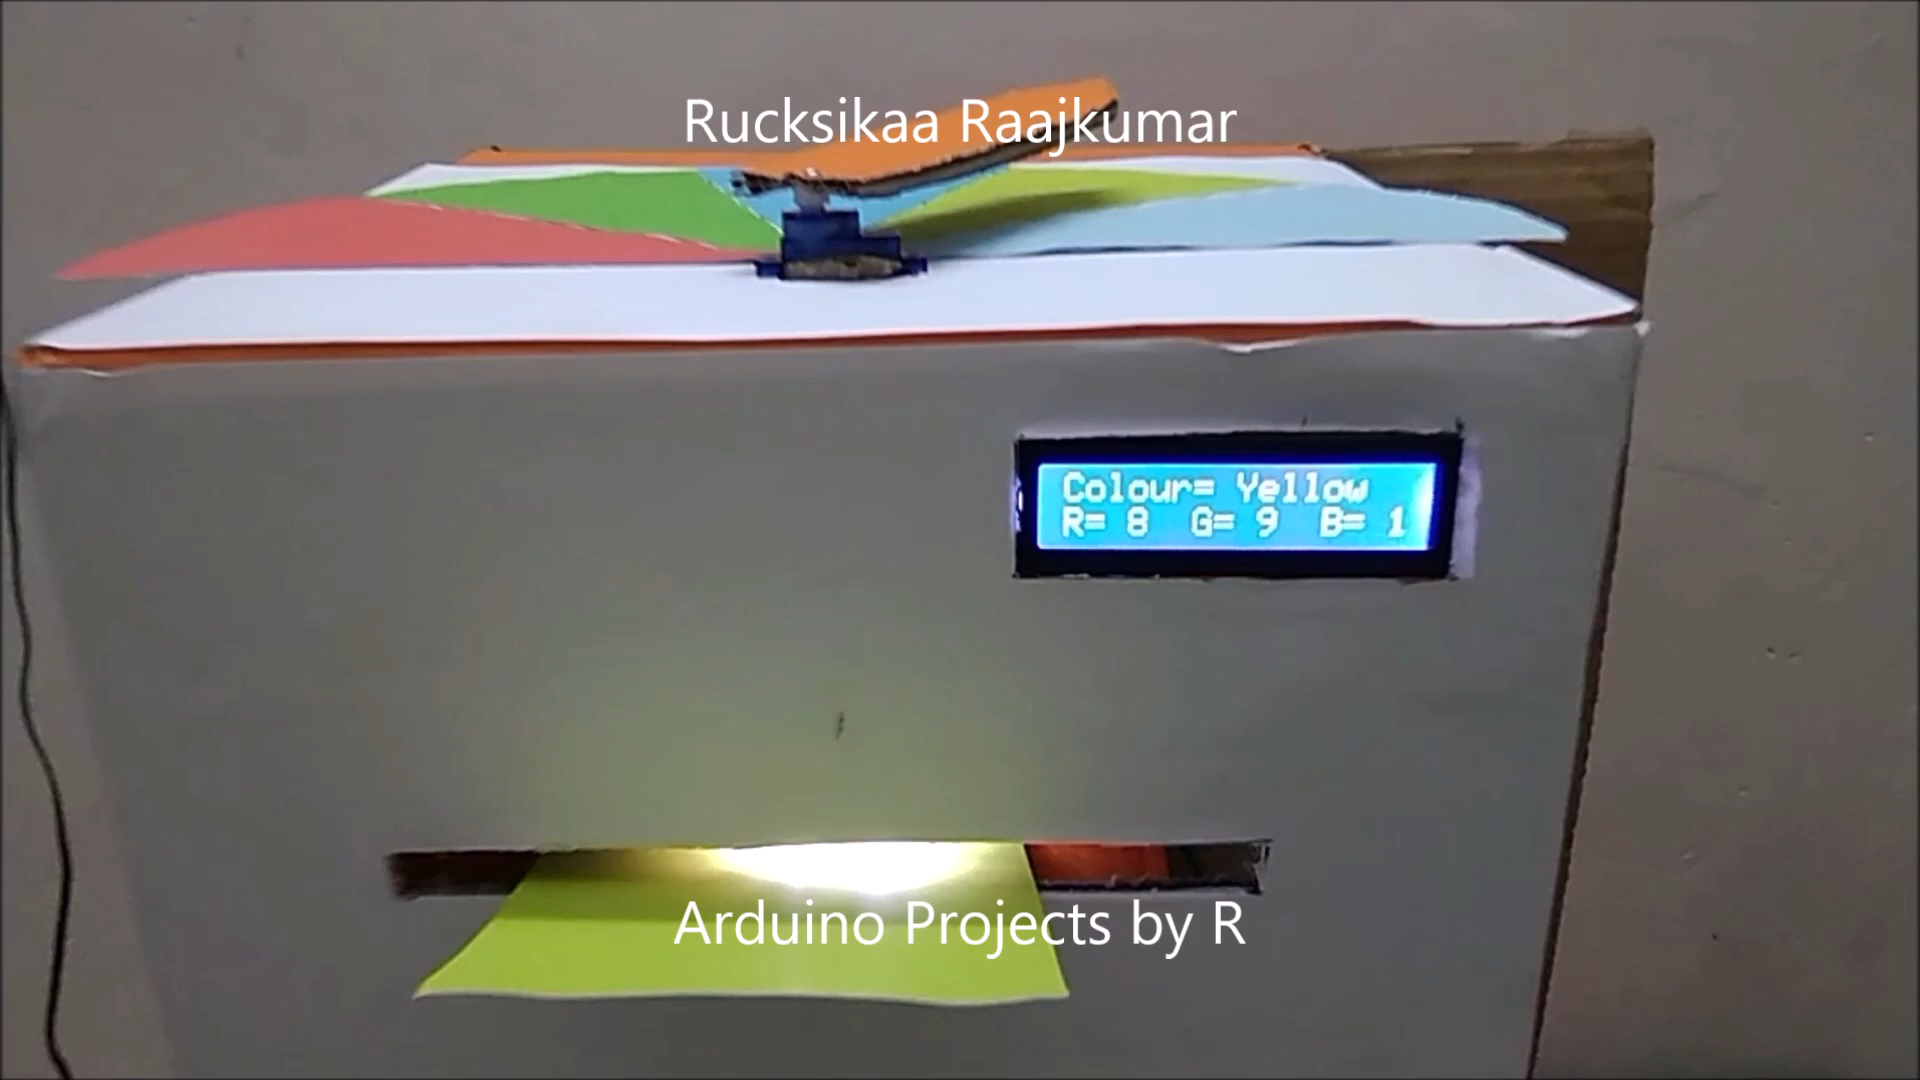 Rucksikaa Raajkumar
Colour= Yellow
R= 8 G= 9 B= 1
Arduino Projects by R